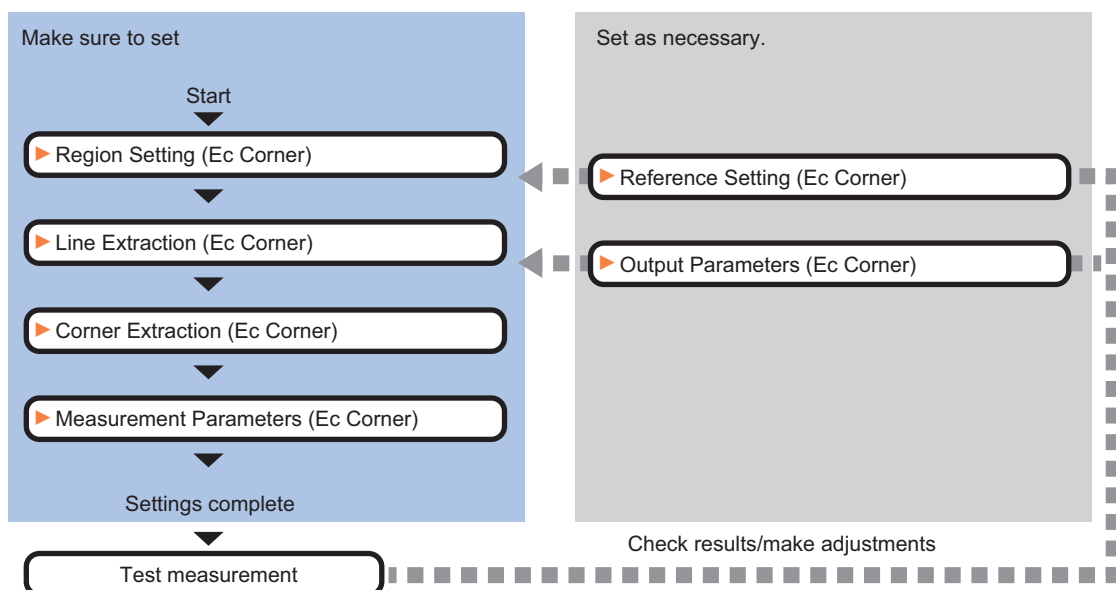 Make sure to set
Start
Region Setting (Ec Corner)
Line Extraction (Ec Corner)
Corner Extraction (Ec Corner)
Measurement Parameters (Ec Corner)
Settings complete
Test measurement
Set as necessary.
Reference Setting (Ec Corner)
Output Parameters (Ec Corner)
Check results/make adjustments